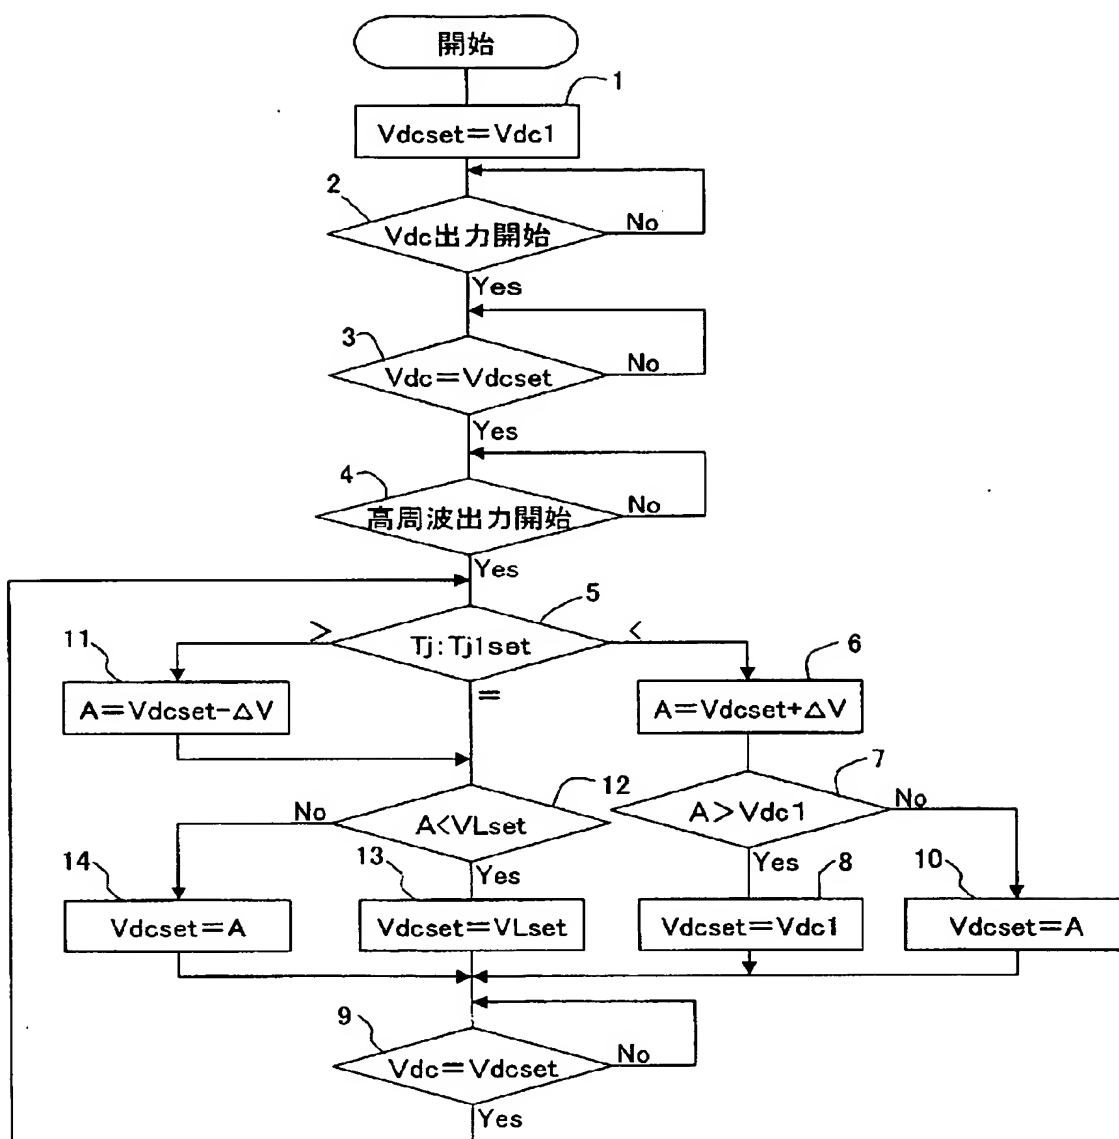 開始
1
Vdcset=Vdc1
2
Vdc出力開始
No
Yes
3
Vdc=Vdcset
No
Yes
4
高周波出力開始
No
Yes
5
>
Tj:Tj1set
<
=
11
A=Vdcset-ΔV
6
A=Vdcset+ΔV
12
No
A<VLset
Yes
7
A>Vdc1
No
Yes
14
Vdcset=A
13
Vdcset=VLset
8
Vdcset=Vdc1
10
Vdcset=A
9
Vdc=Vdcset
No
Yes